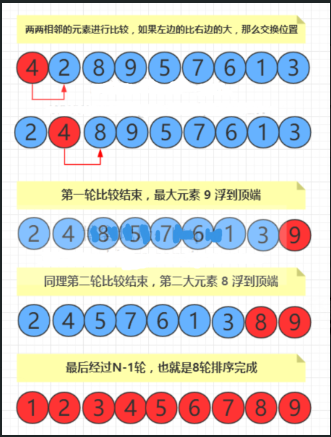 两两相邻的元素进行比较，如果左边的比右边的大，那么交换位置
4 2 8 9 5 7 6 1 3
2 4 8 9 5 7 6 1 3
第一轮比较结束，最大元素 9 浮到顶端
2 4 8 5 7 6 1 3 9
同理第二轮比较结束，第二大元素 8 浮到顶端
2 4 5 7 6 1 3 8 9
最后经过N-1轮，也就是8轮排序完成
1 2 3 4 5 6 7 8 9